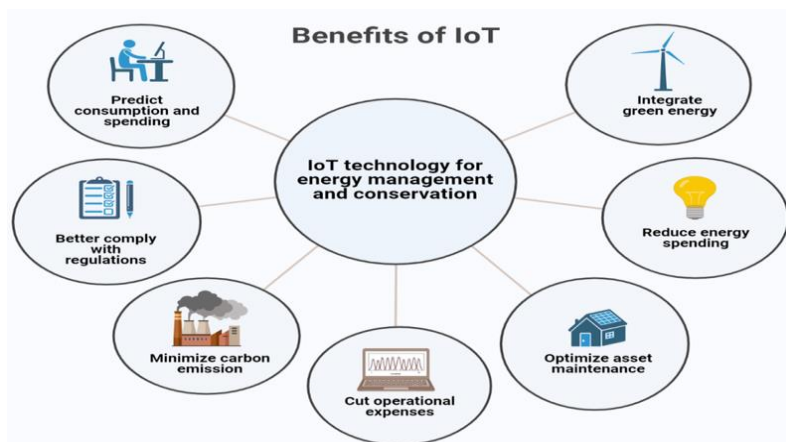 Benefits of IoT
Predict
consumption and
spending
Integrate
green energy
IoT technology for
energy management
and conservation
Better comply
with
regulations
Reduce energy
spending
Minimize carbon
emission
Optimize asset
maintenance
Cut operational
expenses